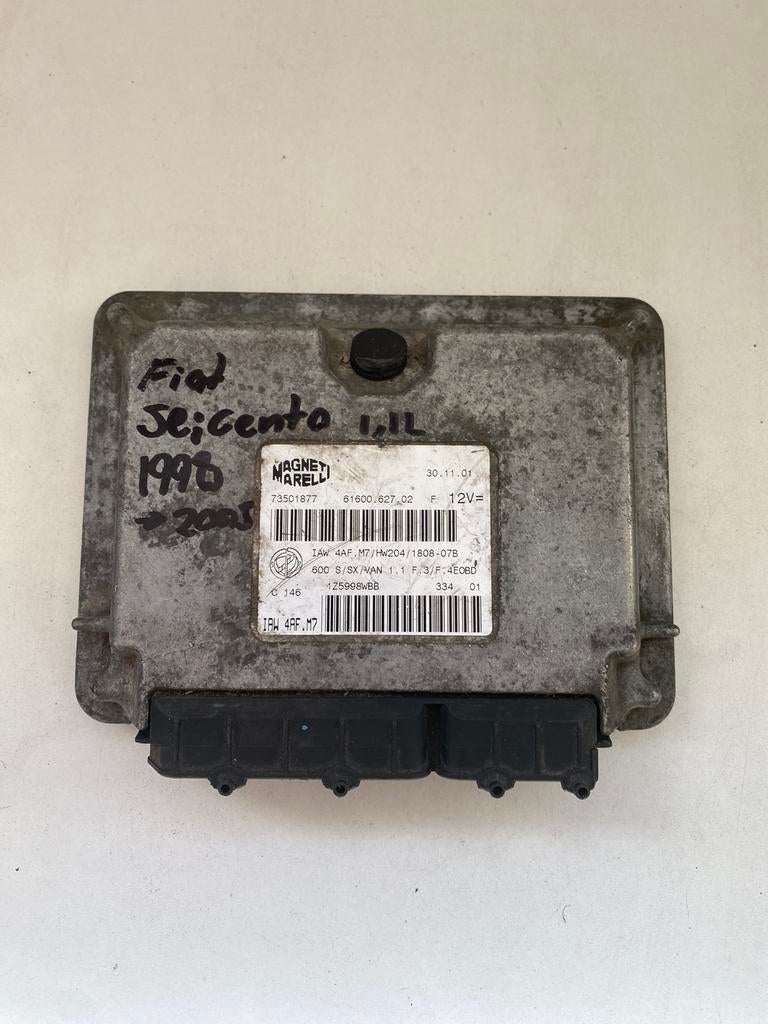 Fiat
Seicento 1,1L
1998
→2005
MAGNETI
MARELLI
30.11.01
73501877 61600.627.02 F. 12V=
IAW 4AF.M7/HW204/1808-07B
600 S/SX/VAN 1.1 F.3/F.4EOBD
C 146 1Z5998WBB 334 01
IAW 4AF.M7